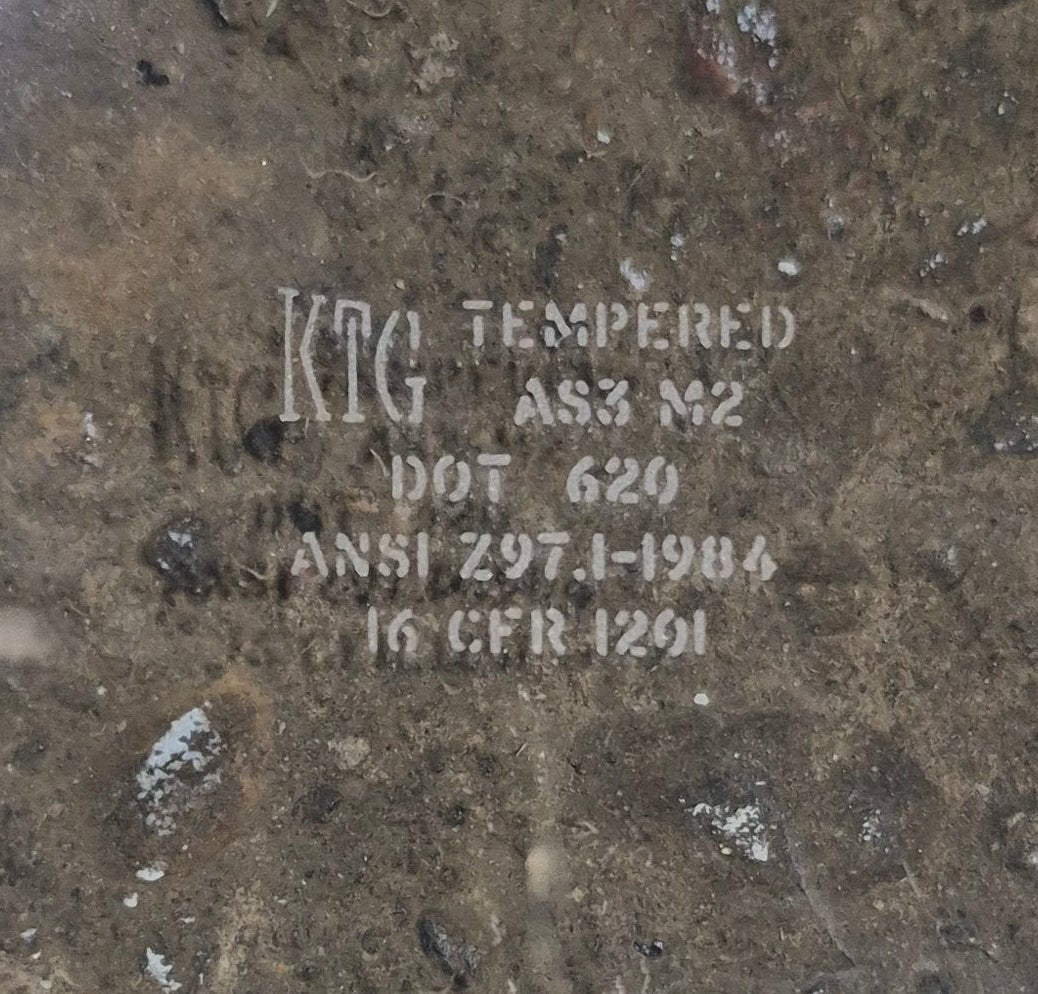 KTG TEMPERED
AS3 M2
DOT 620
ANSI Z97.1-1984
16 CFR 1201